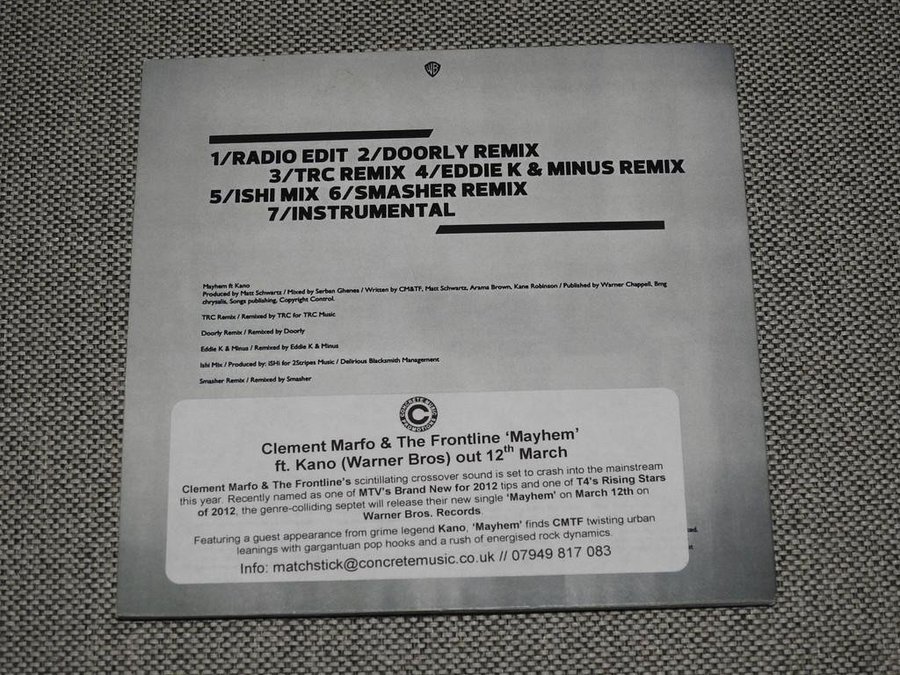 WB
1/RADIO EDIT 2/DOORLY REMIX
3/TRC REMIX 4/EDDIE K & MINUS REMIX
5/ISHI MIX 6/SMASHER REMIX
7/INSTRUMENTAL
Mayhem ft Kano
Produced by Matt Schwartz / Mixed by Serban Ghenea / Written by CM&TF, Matt Schwartz, Arama Brown, Kane Robinson / Published by Warner Chappell, Bmg
chrysalis, Songs publishing, Copyright Control.
TRC Remix / Remixed by TRC for TRC Music
Doorly Remix / Remixed by Doorly
Eddie K & Minus / Remixed by Eddie K & Minus
Ishi Mix / Produced by: iSHi for 2Stripes Music / Delirious Blacksmith Management
Smasher Remix / Remixed by Smasher
CONCRETE MUSIC PROMOTIONS
C
Clement Marfo & The Frontline ‘Mayhem’
ft. Kano (Warner Bros) out 12th March
Clement Marfo & The Frontline's scintillating crossover sound is set to crash into the mainstream
this year. Recently named as one of MTV's Brand New for 2012 tips and one of T4's Rising Stars
of 2012, the genre-colliding septet will release their new single ‘Mayhem’ on March 12th on
Warner Bros. Records.
Featuring a guest appearance from grime legend Kano, ‘Mayhem’ finds CMTF twisting urban
leanings with gargantuan pop hooks and a rush of energised rock dynamics.
Info: matchstick@concretemusic.co.uk // 07949 817 083